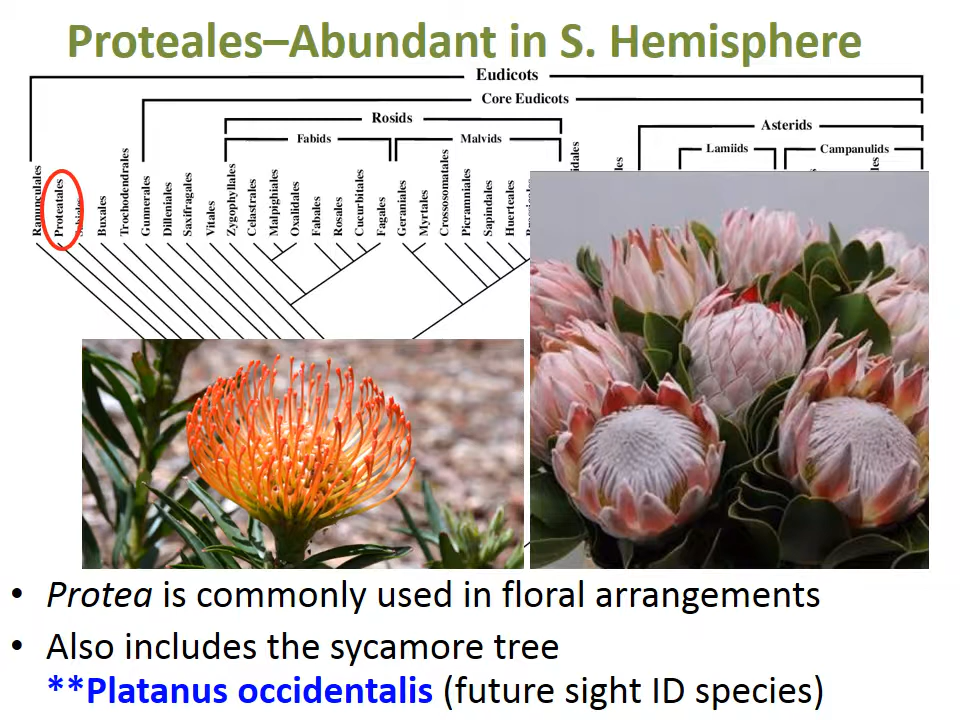 Proteales–Abundant in S. Hemisphere
Eudicots
Core Eudicots
Rosids
Asterids
Fabids
Malvids
Lamiids
Campanulids
Ranunculales
Proteatales
Buxales
Trochodendrales
Gunnerales
Dilleniales
Saxifragales
Vitales
Zygophyllales
Celastrales
Malpighiales
Oxalidales
Fabales
Rosales
Cucurbitales
Fagales
Geraniales
Myrtales
Crossosomatales
Picramniales
Sapindales
Huerteales
• Protea is commonly used in floral arrangements
• Also includes the sycamore tree
**Platanus occidentalis (future sight ID species)